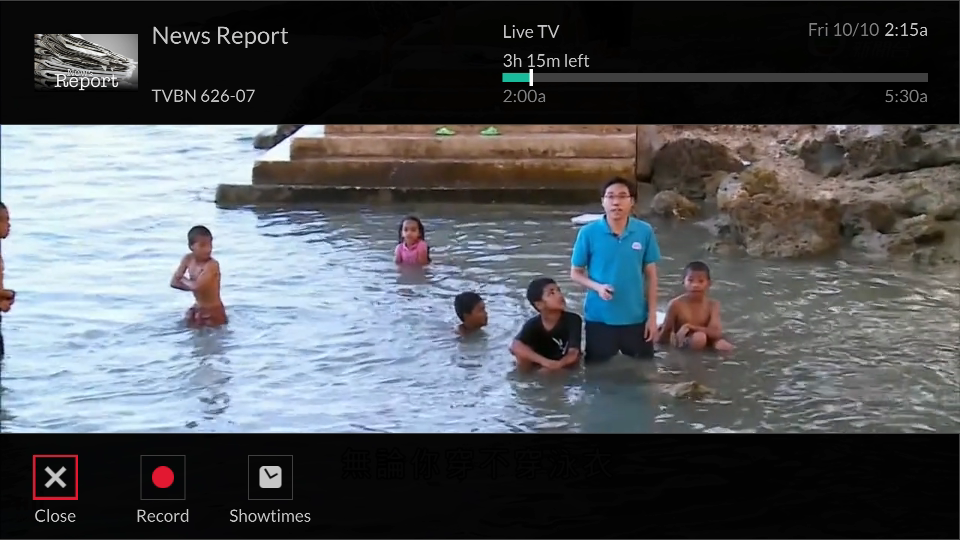 News Report
Report
TVBN 626-07
Live TV
3h 15m left
2:00a
5:30a
Fri 10/10 2:15a
無論你穿不穿泳衣
Close
Record
Showtimes